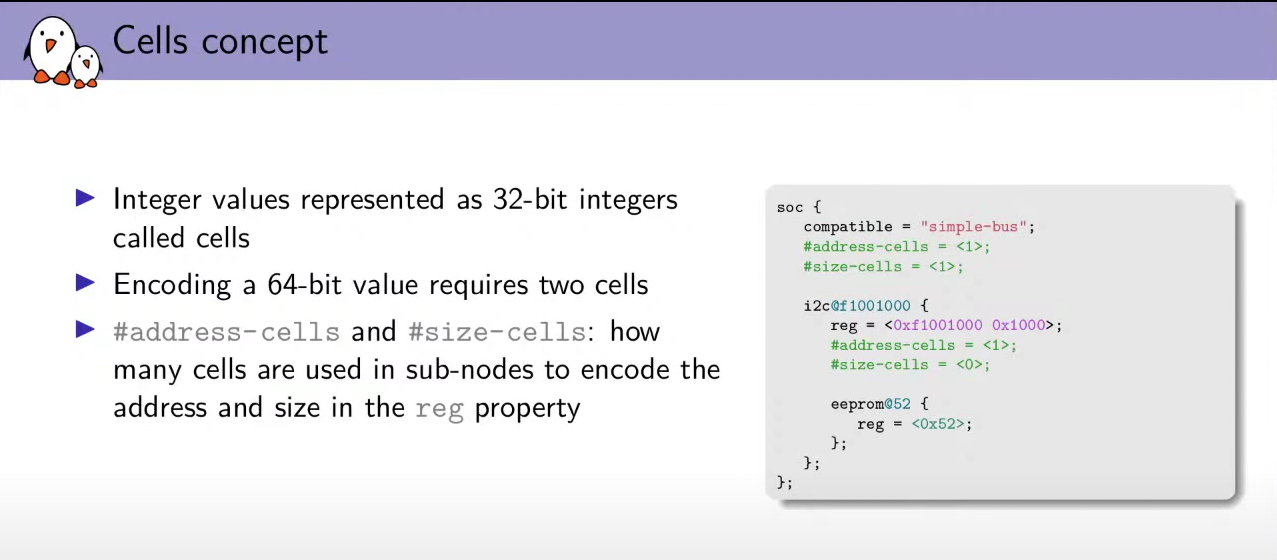 Cells concept
Integer values represented as 32-bit integers
called cells
Encoding a 64-bit value requires two cells
#address-cells and #size-cells: how
many cells are used in sub-nodes to encode the
address and size in the reg property
soc {
compatible = "simple-bus";
#address-cells = <1>;
#size-cells = <1>;
i2c@f1001000 {
reg = <0xf1001000 0x1000>;
#address-cells = <1>;
#size-cells = <0>;
eeprom@52 {
reg = <0x52>;
};
};
};